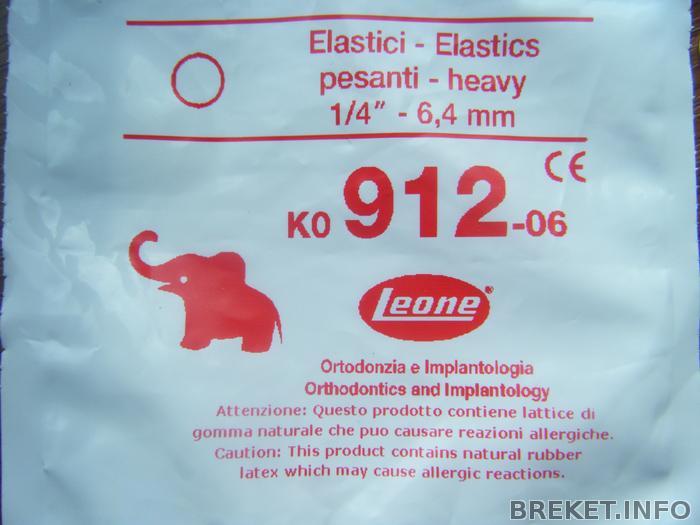 Elastici - Elastics
pesanti - heavy
1/4" - 6,4 mm
CE
K0 912-06
Leone®
Ortodonzia e Implantologia
Orthodontics and Implantology
Attenzione: Questo prodotto contiene lattice di
gomma naturale che puo causare reazioni allergiche.
Caution: This product contains natural rubber
latex which may cause allergic reactions.
BREKET.INFO